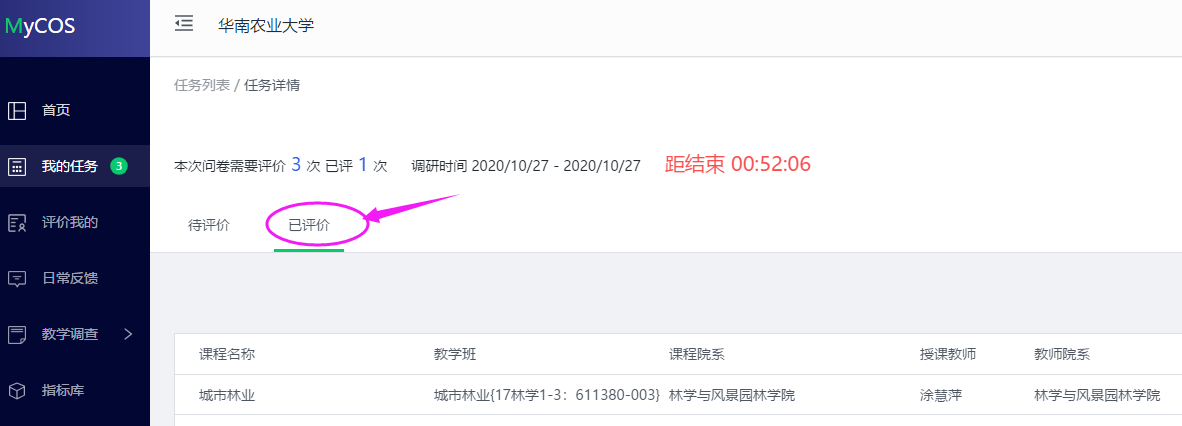 MyCOS
华南农业大学
任务列表 / 任务详情
首页
我的任务 3
本次问卷需要评价 3 次 已评 1 次 调研时间 2020/10/27 - 2020/10/27 距结束 00:52:06
评价我的
待评价 已评价
日常反馈
教学调查
课程名称 教学班 课程院系 授课教师 教师院系
指标库
城市林业 城市林业{17林学1-3：611380-003} 林学与风景园林学院 涂慧萍 林学与风景园林学院